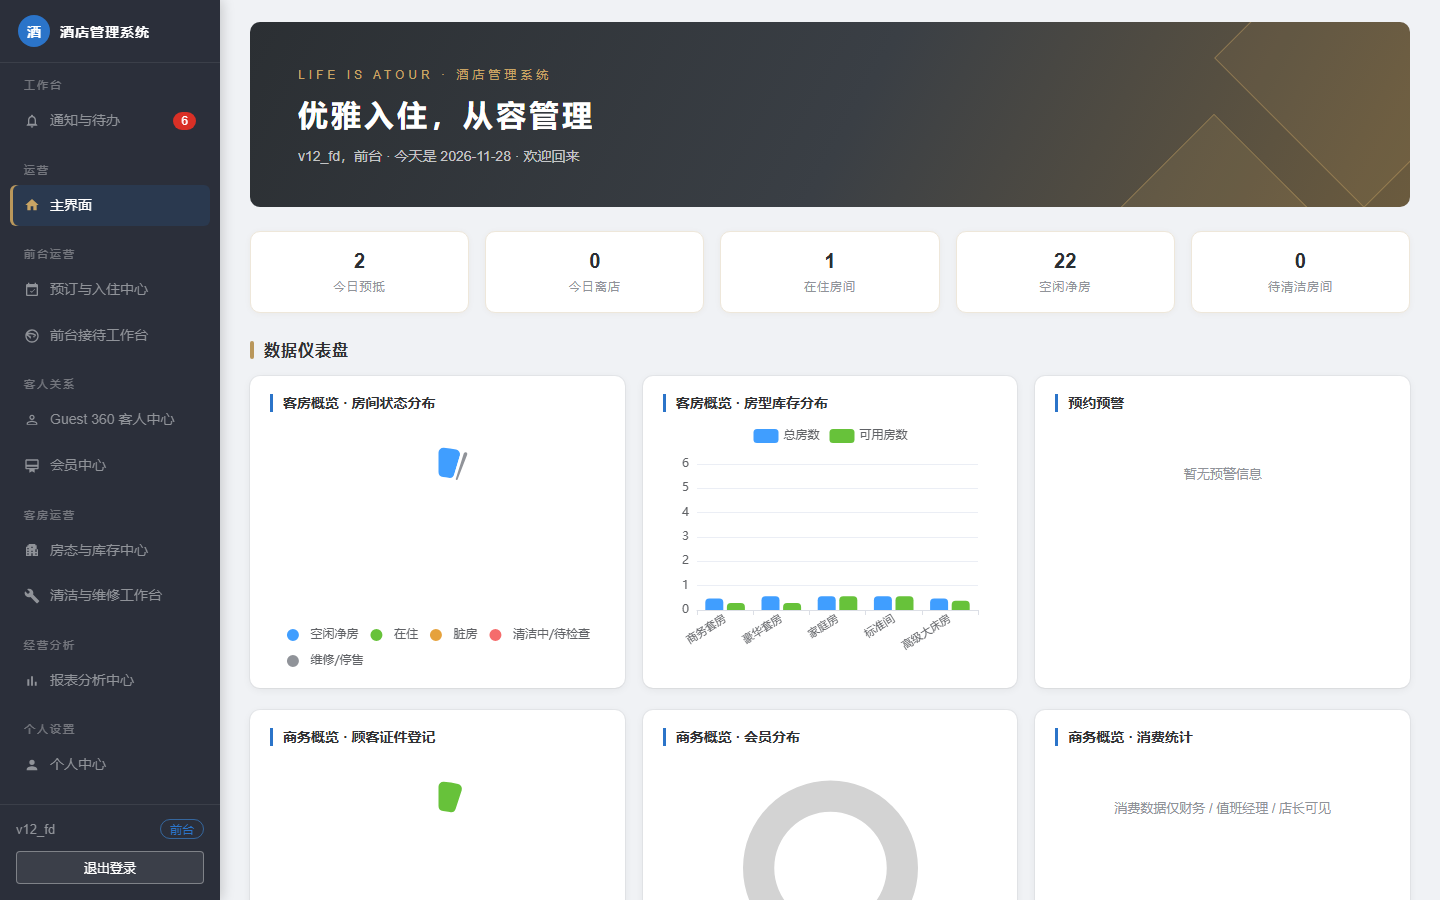 酒 酒店管理系统
工作台
通知与待办 6
运营
主界面
前台运营
预订与入住中心
前台接待工作台
客人关系
Guest 360 客人中心
会员中心
客房运营
房态与库存中心
清洁与维修工作台
经营分析
报表分析中心
个人设置
个人中心
v12_fd 前台
退出登录
LIFE IS ATOUR · 酒店管理系统
优雅入住，从容管理
v12_fd，前台 · 今天是 2026-11-28 · 欢迎回来
2
今日预抵
0
今日离店
1
在住房间
22
空闲净房
0
待清洁房间
数据仪表盘
客房概览 · 房间状态分布
空闲净房 在住 脏房 清洁中/待检查
维修/停售
客房概览 · 房型库存分布
总房数 可用房数
6
5
4
3
2
1
0
商务套房 豪华套房 家庭房 标准间 高级大床房
预约预警
暂无预警信息
商务概览 · 顾客证件登记
商务概览 · 会员分布
商务概览 · 消费统计
消费数据仅财务 / 值班经理 / 店长可见